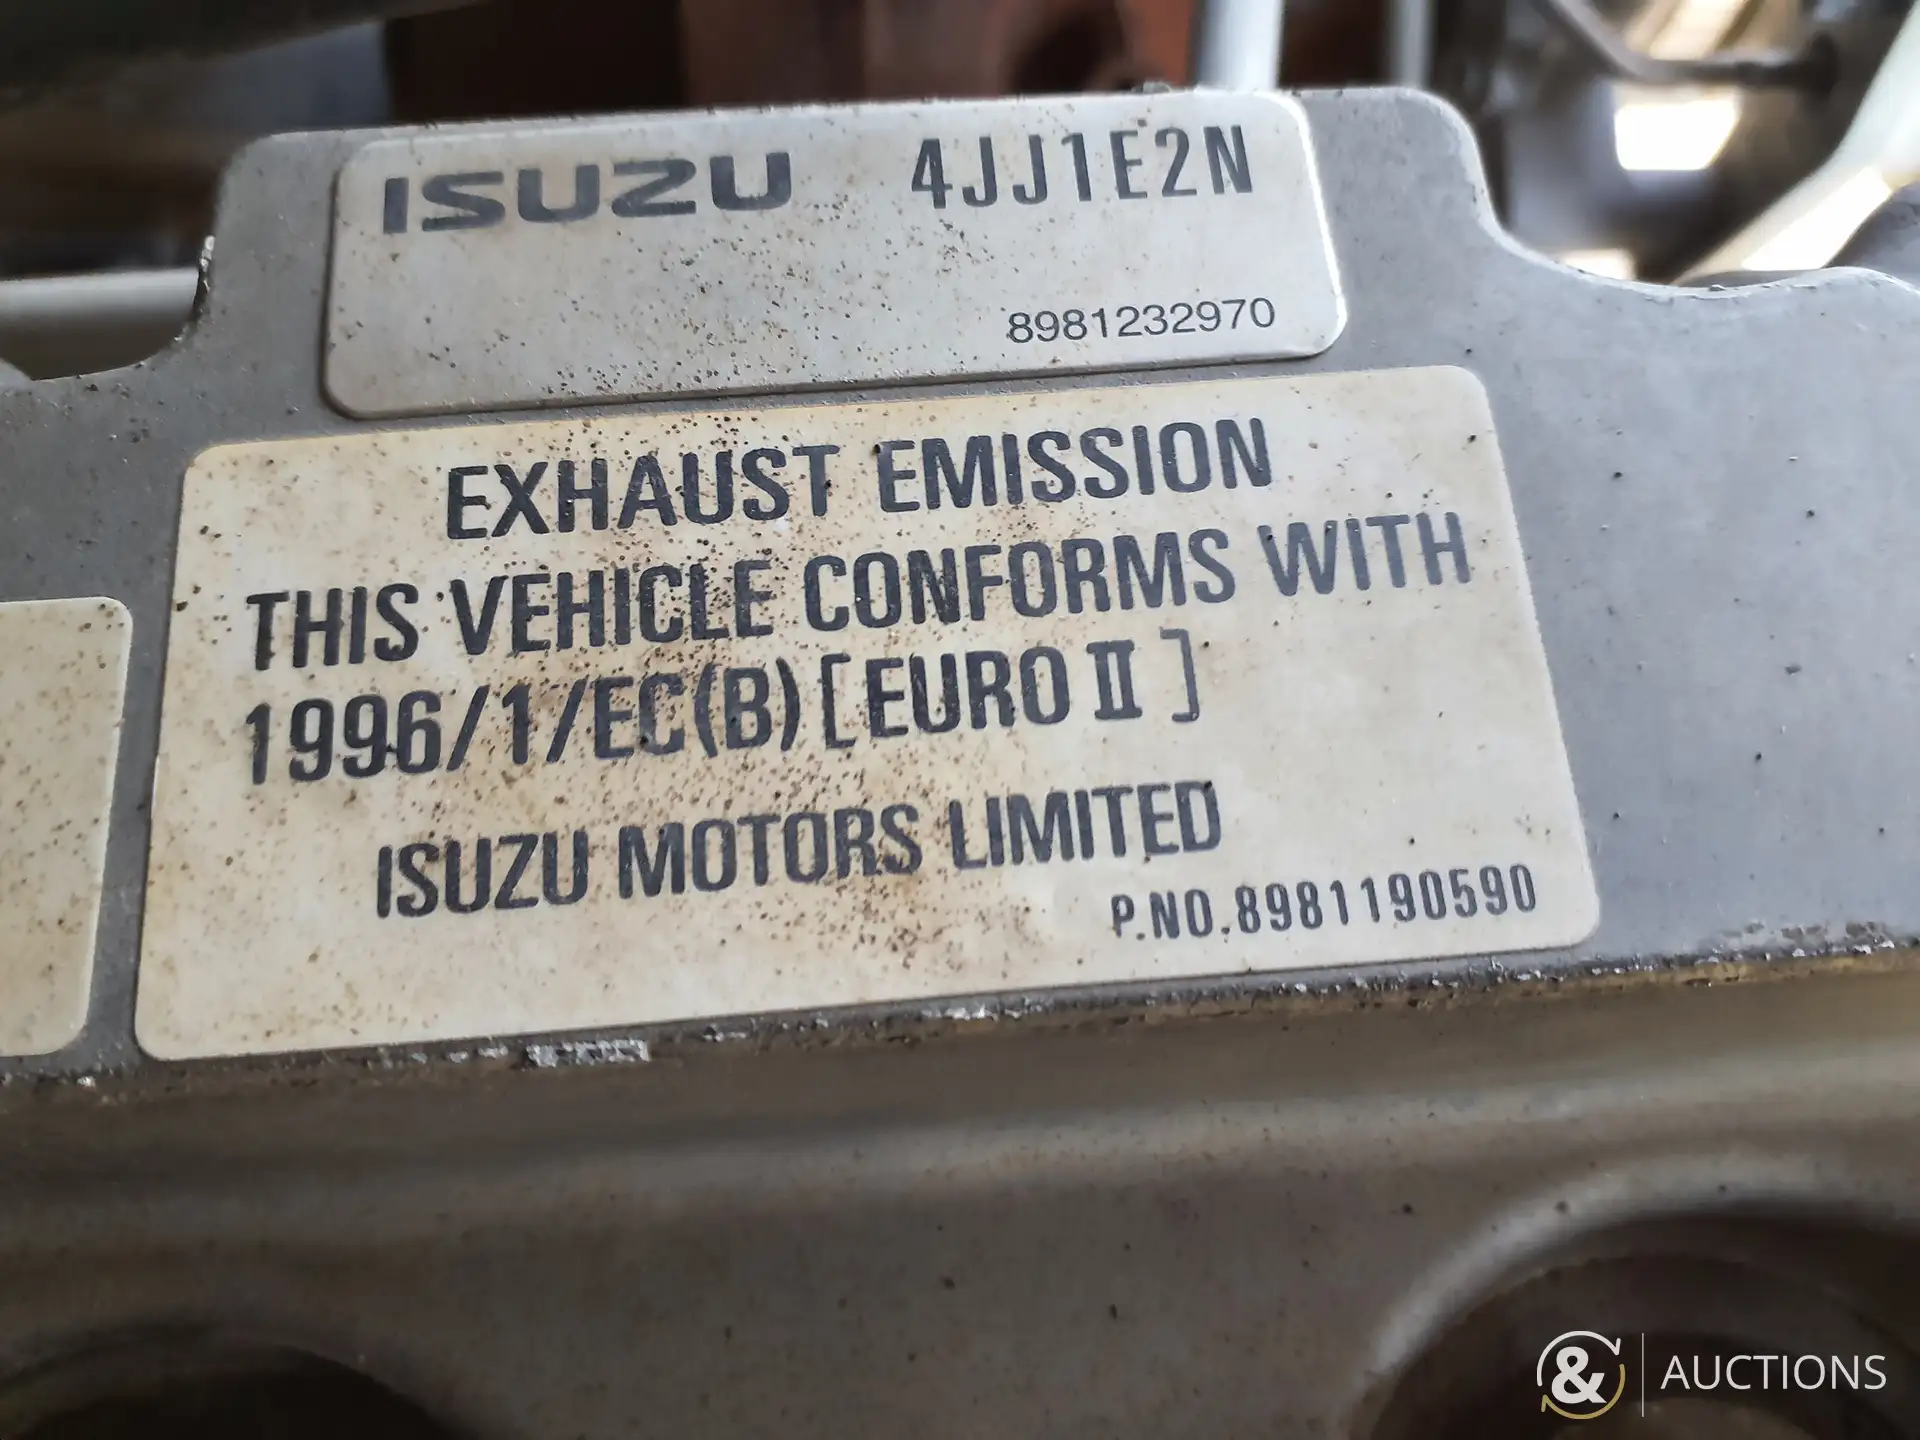 ISUZU 4JJ1E2N
8981232970
EXHAUST EMISSION
THIS VEHICLE CONFORMS WITH
1996/1/EC(B)[EURO II]
ISUZU MOTORS LIMITED
P.NO.8981190590
& AUCTIONS